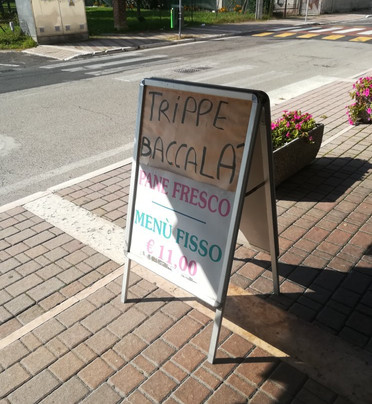 TRIPPE
BACCALA'
PANE FRESCO
MENÙ FISSO
€ 11,00